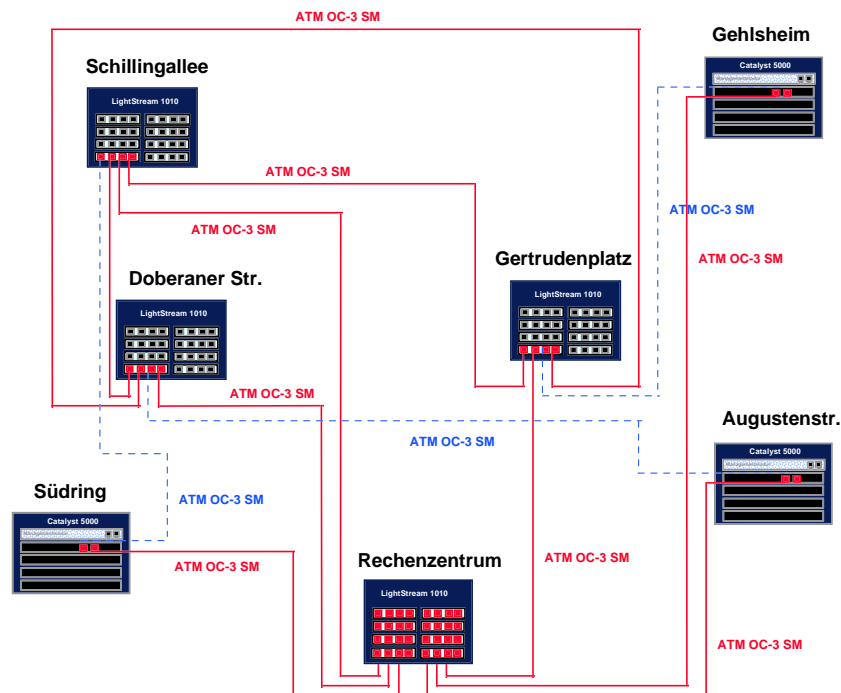 ATM OC-3 SM
Gehlsheim
Catalyst 5000
Schillingallee
LightStream 1010
ATM OC-3 SM
ATM OC-3 SM
ATM OC-3 SM
Gertrudenplatz
ATM OC-3 SM
Doberaner Str.
LightStream 1010
LightStream 1010
ATM OC-3 SM
Augustenstr.
ATM OC-3 SM
Catalyst 5000
Südring
ATM OC-3 SM
Catalyst 5000
Rechenzentrum
ATM OC-3 SM
ATM OC-3 SM
LightStream 1010
ATM OC-3 SM